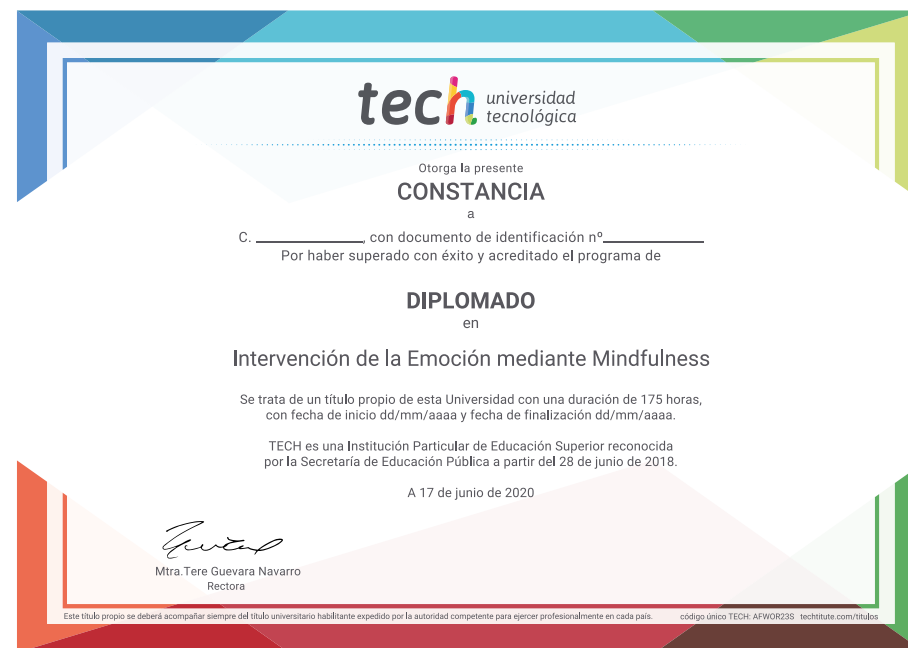 tech universidad
tecnológica
Otorga la presente
CONSTANCIA
a
C. ____________, con documento de identificación nº____________
Por haber superado con éxito y acreditado el programa de
DIPLOMADO
en
Intervención de la Emoción mediante Mindfulness
Se trata de un título propio de esta Universidad con una duración de 175 horas,
con fecha de inicio dd/mm/aaaa y fecha de finalización dd/mm/aaaa.
TECH es una Institución Particular de Educación Superior reconocida
por la Secretaría de Educación Pública a partir del 28 de junio de 2018.
A 17 de junio de 2020
Mtra.Tere Guevara Navarro
Rectora
Este título propio se deberá acompañar siempre del título universitario habilitante expedido por la autoridad competente para ejercer profesionalmente en cada país. código único TECH: AFWOR23S techtitute.com/titulos